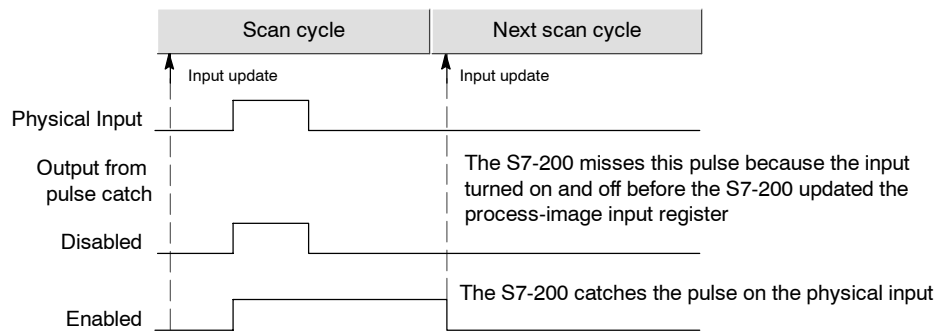 Scan cycle
Next scan cycle
Input update
Input update
Physical Input
Output from
pulse catch
The S7-200 misses this pulse because the input
turned on and off before the S7-200 updated the
process-image input register
Disabled
The S7-200 catches the pulse on the physical input
Enabled